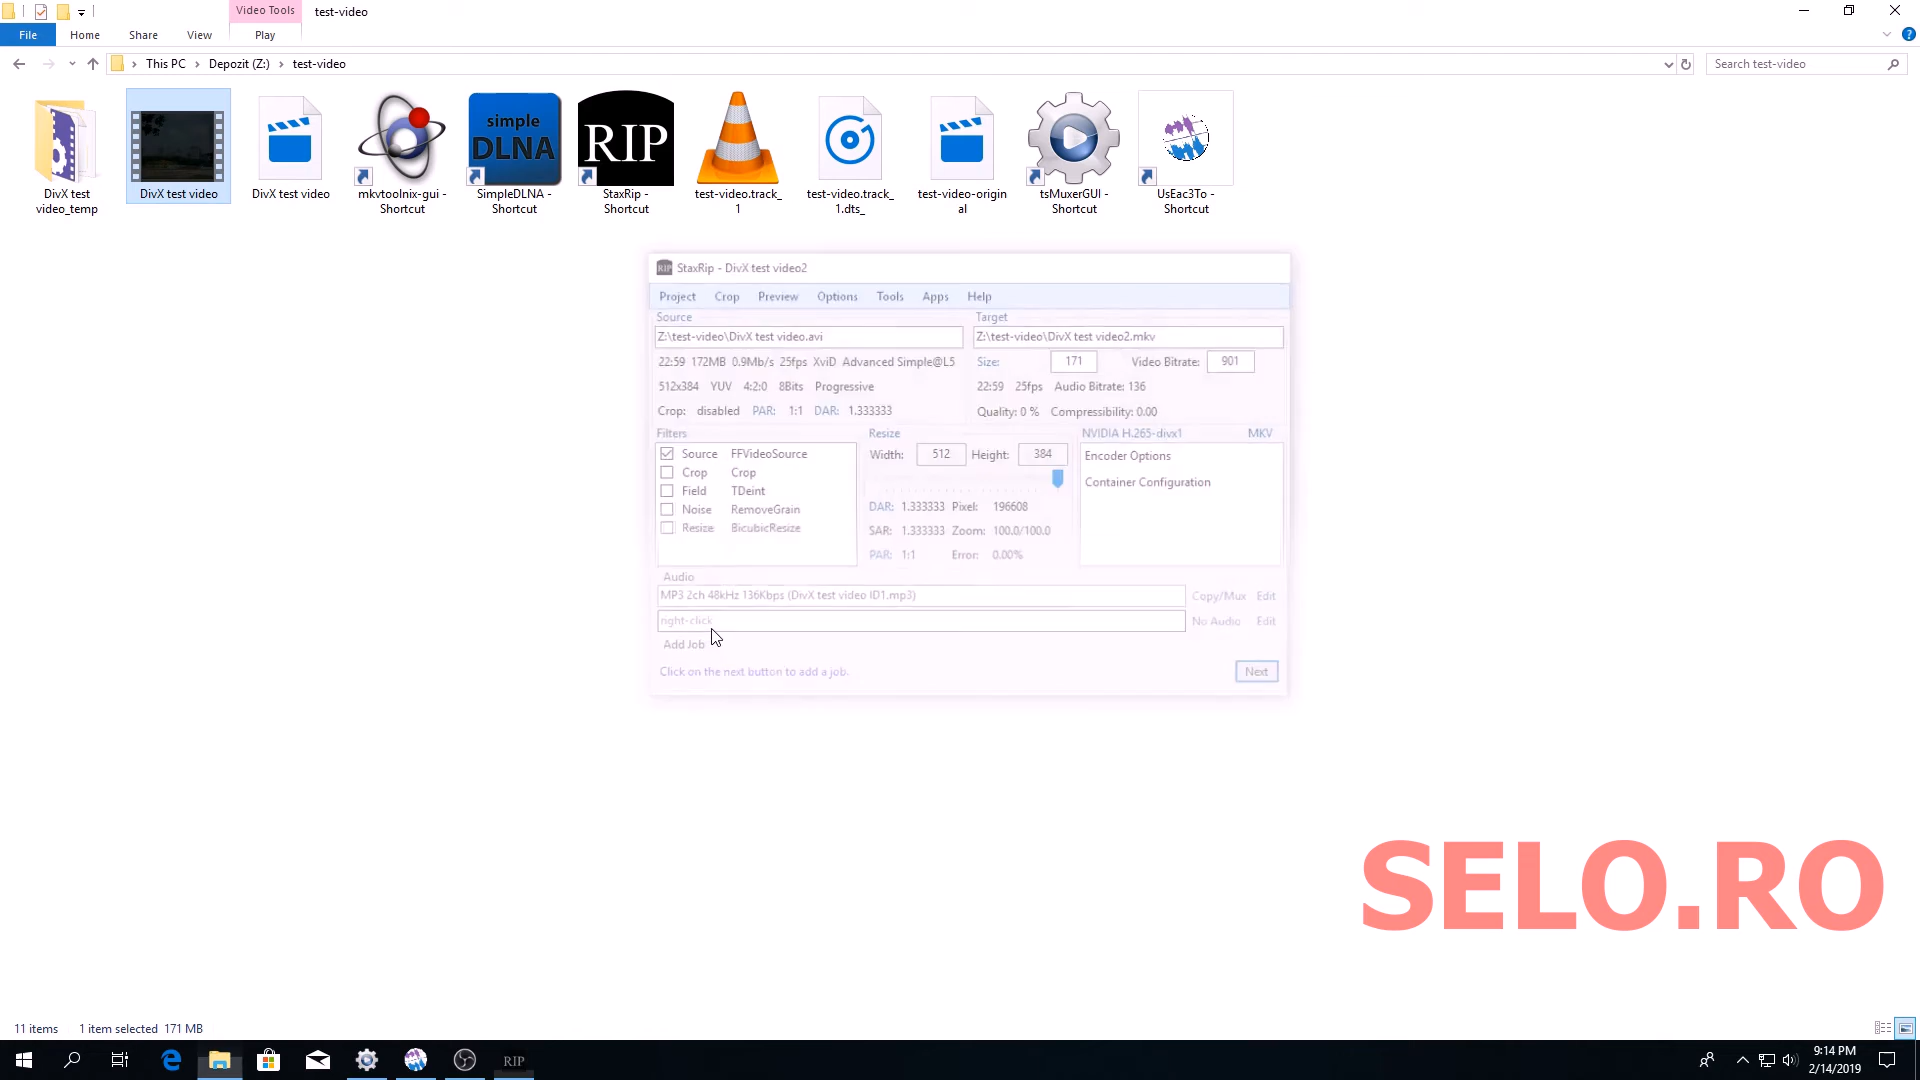 Video Tools
test-video
File
Home
Share
View
Play
This PC
Depozit (Z:)
test-video
Search test-video
simple
DLNA
RIP
DivX test
video_temp
DivX test video
DivX test video
mkvtoolnix-gui -
Shortcut
SimpleDLNA -
Shortcut
StaxRip -
Shortcut
test-video.track_
1
test-video.track_
1.dts_
test-video-origin
al
tsMuxerGUI -
Shortcut
UsEac3To -
Shortcut
RIP StaxRip - DivX test video2
Project Crop Preview Options Tools Apps Help
Source
Target
Z:\test-video\DivX test video.avi
Z:\test-video\DivX test video2.mkv
22:59 172MB 0.9Mb/s 25fps XviD Advanced Simple@L5
Size: 171 Video Bitrate: 901
512x384 YUV 4:2:0 8Bits Progressive
22:59 25fps Audio Bitrate: 136
Crop: disabled PAR: 1:1 DAR: 1.333333
Quality: 0 % Compressibility: 0.00
Filters
Source FFVideoSource
Crop Crop
Field TDeint
Noise RemoveGrain
Resize BicubicResize
Resize
Width: 512 Height: 384
DAR: 1.333333 Pixel: 196608
SAR: 1.333333 Zoom: 100.0/100.0
PAR: 1:1 Error: 0.00%
NVIDIA H.265-divx1 MKV
Encoder Options
Container Configuration
Audio
MP3 2ch 48kHz 136Kbps (DivX test video ID1.mp3) Copy/Mux Edit
right-click No Audio Edit
Add Job
Click on the next button to add a job. Next
SELO.RO
11 items 1 item selected 171 MB
RIP
9:14 PM
2/14/2019